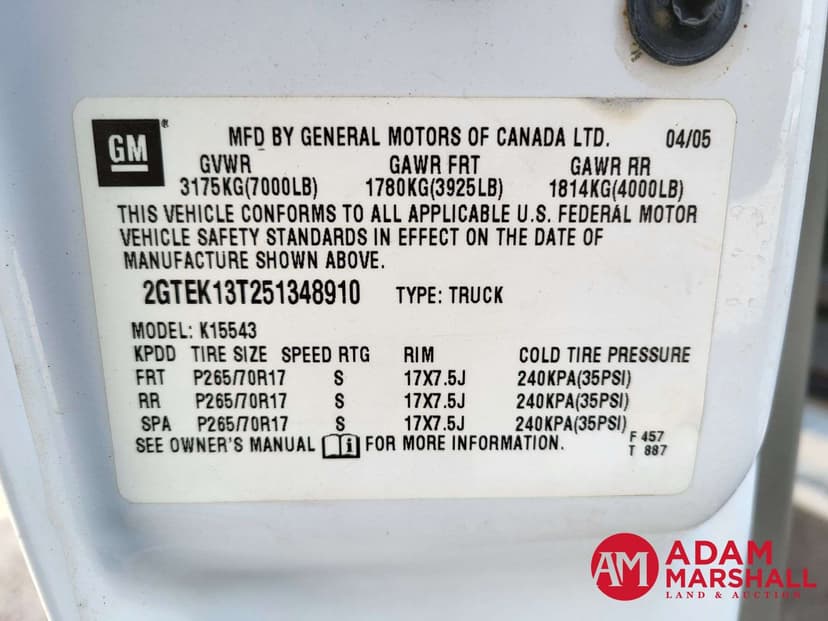 GM® MFD BY GENERAL MOTORS OF CANADA LTD. 04/05
GVWR GAWR FRT GAWR RR
3175KG(7000LB) 1780KG(3925LB) 1814KG(4000LB)
THIS VEHICLE CONFORMS TO ALL APPLICABLE U.S. FEDERAL MOTOR
VEHICLE SAFETY STANDARDS IN EFFECT ON THE DATE OF
MANUFACTURE SHOWN ABOVE.
2GTEK13T251348910 TYPE: TRUCK
MODEL: K15543
KPDD TIRE SIZE SPEED RTG RIM COLD TIRE PRESSURE
FRT P265/70R17 S 17X7.5J 240KPA(35PSI)
RR P265/70R17 S 17X7.5J 240KPA(35PSI)
SPA P265/70R17 S 17X7.5J 240KPA(35PSI)
SEE OWNER'S MANUAL i FOR MORE INFORMATION.
F 457
T 887
AM ADAM
MARSHALL
LAND & AUCTION